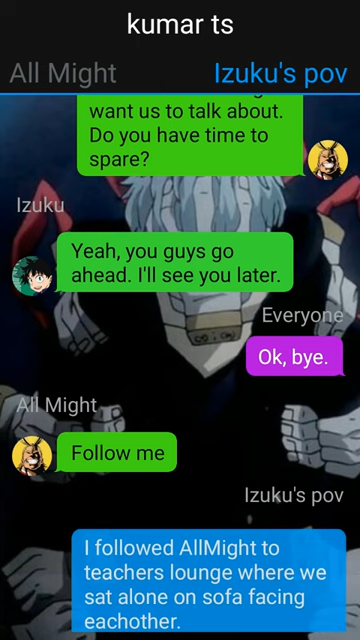 kumar ts
All Might
Izuku's pov
want us to talk about.
Do you have time to
spare?
Izuku
Yeah, you guys go
ahead. I'll see you later.
Everyone
Ok, bye.
All Might
Follow me
Izuku's pov
I followed AllMight to
teachers lounge where we
sat alone on sofa facing
eachother.